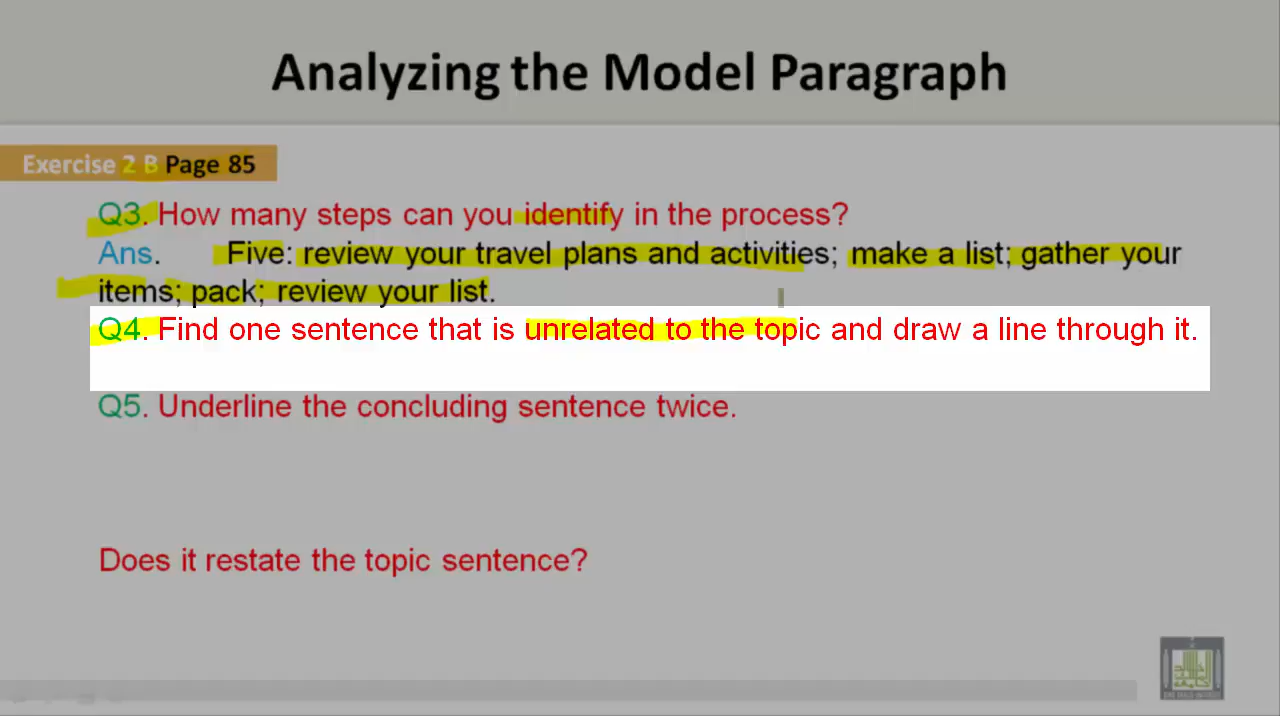 Analyzing the Model Paragraph
Exercise 2 B Page 85
Q3. How many steps can you identify in the process?
Ans. Five: review your travel plans and activities; make a list; gather your
items; pack; review your list.
Q4. Find one sentence that is unrelated to the topic and draw a line through it.
Q5. Underline the concluding sentence twice.
Does it restate the topic sentence?